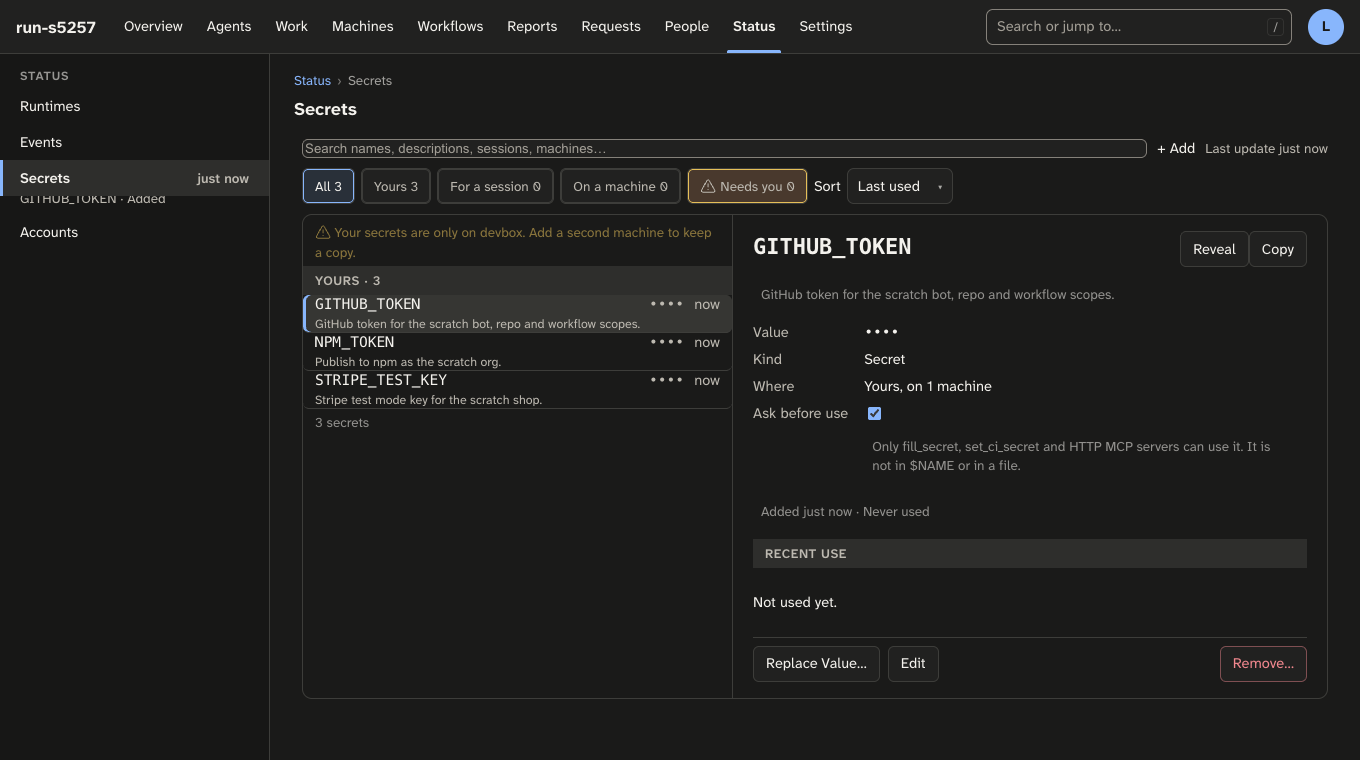 run-s5257 Overview Agents Work Machines Workflows Reports Requests People Status Settings Search or jump to… / L
STATUS
Runtimes
Events
Secrets just now
GITHUB_TOKEN · Added
Accounts
Status › Secrets
Secrets
Search names, descriptions, sessions, machines… + Add Last update just now
All 3 Yours 3 For a session 0 On a machine 0 Needs you 0 Sort Last used
Your secrets are only on devbox. Add a second machine to keep
a copy.
YOURS · 3
GITHUB_TOKEN •••• now
GitHub token for the scratch bot, repo and workflow scopes.
NPM_TOKEN •••• now
Publish to npm as the scratch org.
STRIPE_TEST_KEY •••• now
Stripe test mode key for the scratch shop.
3 secrets
GITHUB_TOKEN Reveal Copy
GitHub token for the scratch bot, repo and workflow scopes.
Value ••••
Kind Secret
Where Yours, on 1 machine
Ask before use
Only fill_secret, set_ci_secret and HTTP MCP servers can use it. It is
not in $NAME or in a file.
Added just now · Never used
RECENT USE
Not used yet.
Replace Value… Edit Remove…